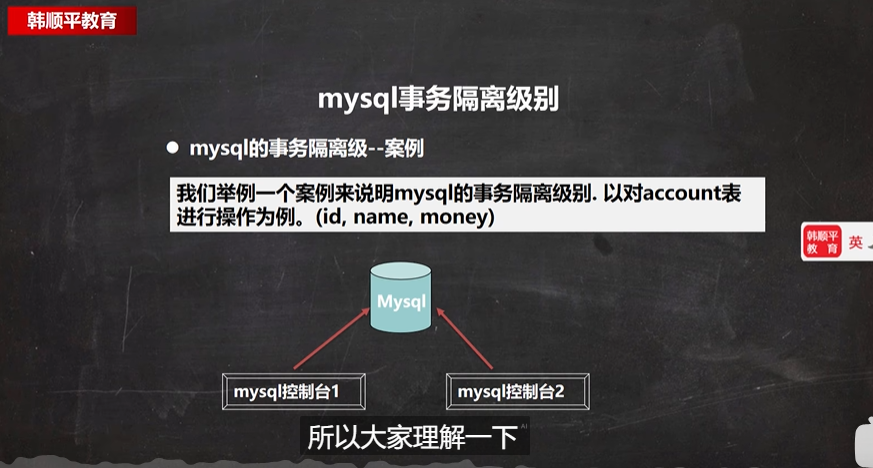 韩顺平教育
mysql事务隔离级别
mysql的事务隔离级--案例
我们举例一个案例来说明mysql的事务隔离级别. 以对account表
进行操作为例。(id, name, money)
韩顺平
教 育
英
Mysql
mysql控制台1
mysql控制台2
所以大家理解一下
AI